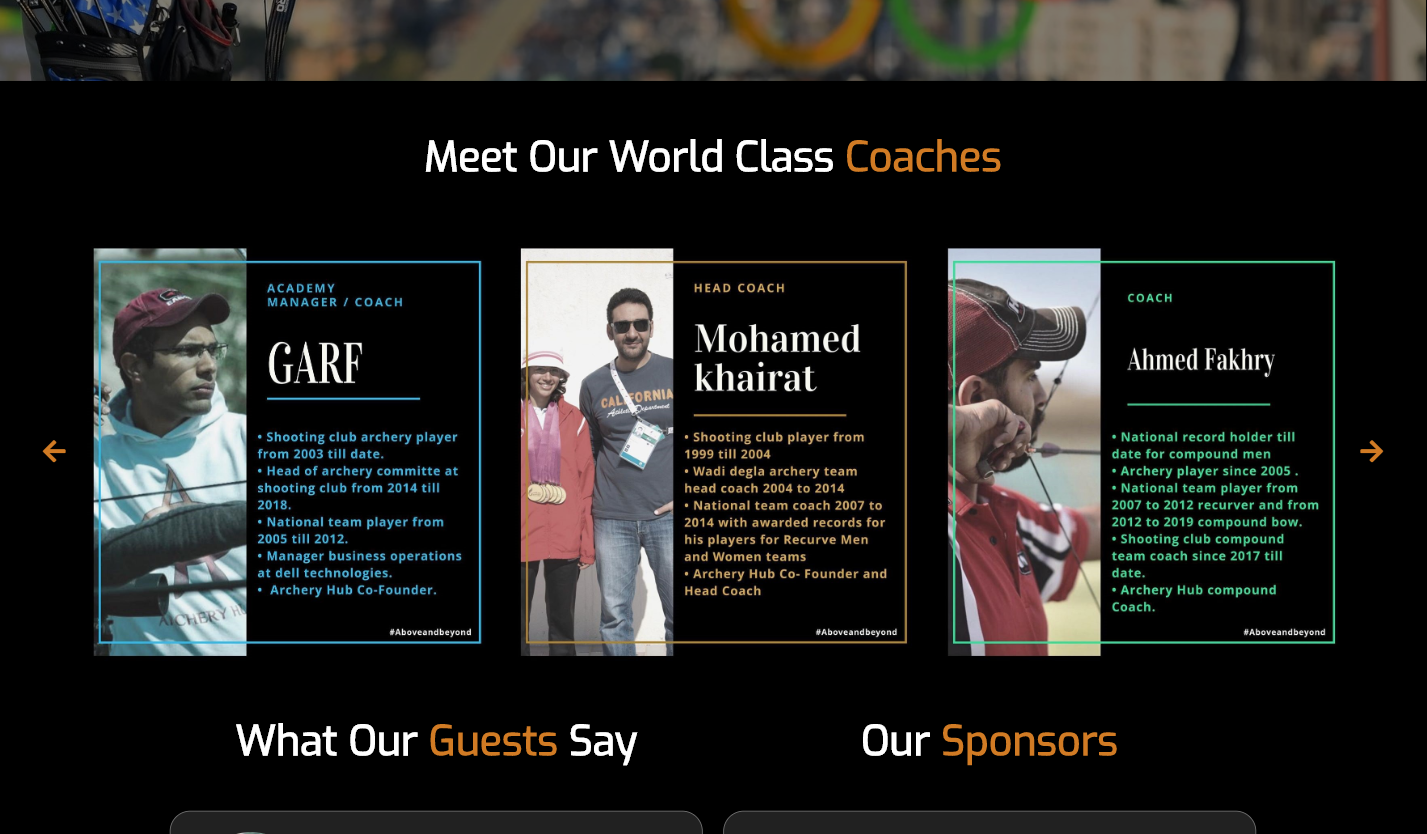 Meet Our World Class Coaches
ACADEMY
MANAGER / COACH
GARF
• Shooting club archery player
from 2003 till date.
• Head of archery committe at
shooting club from 2014 till
2018.
• National team player from
2005 till 2012.
• Manager business operations
at dell technologies.
• Archery Hub Co-Founder.
#Aboveandbeyond
ARCHERY
HEAD COACH
Mohamed
khairat
• Shooting club player from
1999 till 2004
• Wadi degla archery team
head coach 2004 to 2014
• National team coach 2007 to
2014 with awarded records for
his players for Recurve Men
and Women teams
• Archery Hub Co- Founder and
Head Coach
#Aboveandbeyond
CALIFORNIA
Athletic Department
COACH
Ahmed Fakhry
• National record holder till
date for compound men
• Archery player since 2005 .
• National team player from
2007 to 2012 recurver and from
2012 to 2019 compound bow.
• Shooting club compound
team coach since 2017 till
date.
• Archery Hub compound
Coach.
#Aboveandbeyond
What Our Guests Say
Our Sponsors